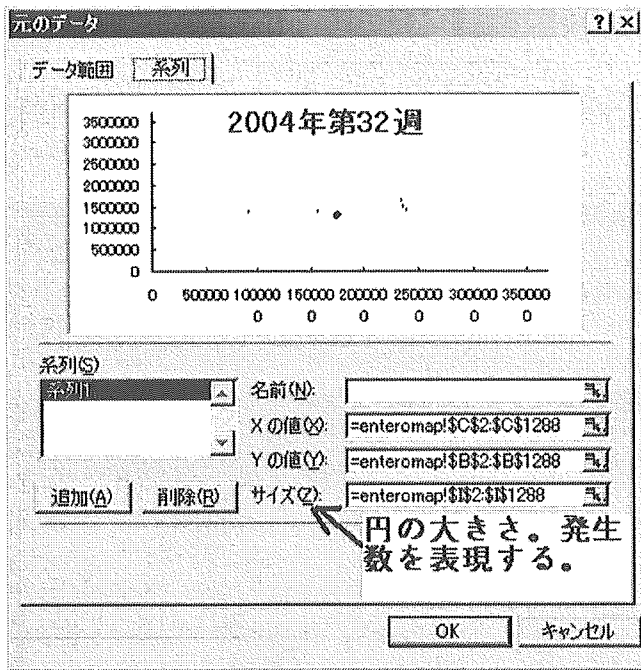 元のデータ
データ範囲 系列
2004年第32週
3500000
3000000
2500000
2000000
1500000
1000000
500000
0
0 500000 100000 150000 200000 250000 300000 350000
0 0 0 0 0 0
系列(S)
系列1
名前(N):
Xの値(X): =enteromap!$C$2:$C$1288
Yの値(Y): =enteromap!$B$2:$B$1288
追加(A) 削除(R) サイズ(Z): =enteromap!$I$2:$I$1288
円の大きさ。発生
数を表現する。
OK キャンセル